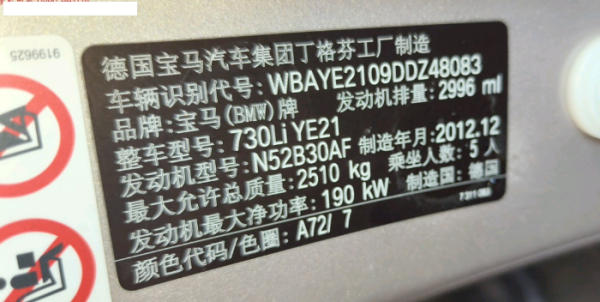 9199625
德国宝马汽车集团丁格芬工厂制造
车辆识别代号:WBAYE2109DDZ48083
品牌:宝马(BMW)牌 发动机排量:2996 ml
整车型号:730Li YE21
发动机型号:N52B30AF 制造年月:2012.12
最大允许总质量:2510 kg 乘坐人数:5 人
发动机最大净功率:190 kW 制造国:德国
颜色代码/色圈:A72/ 7